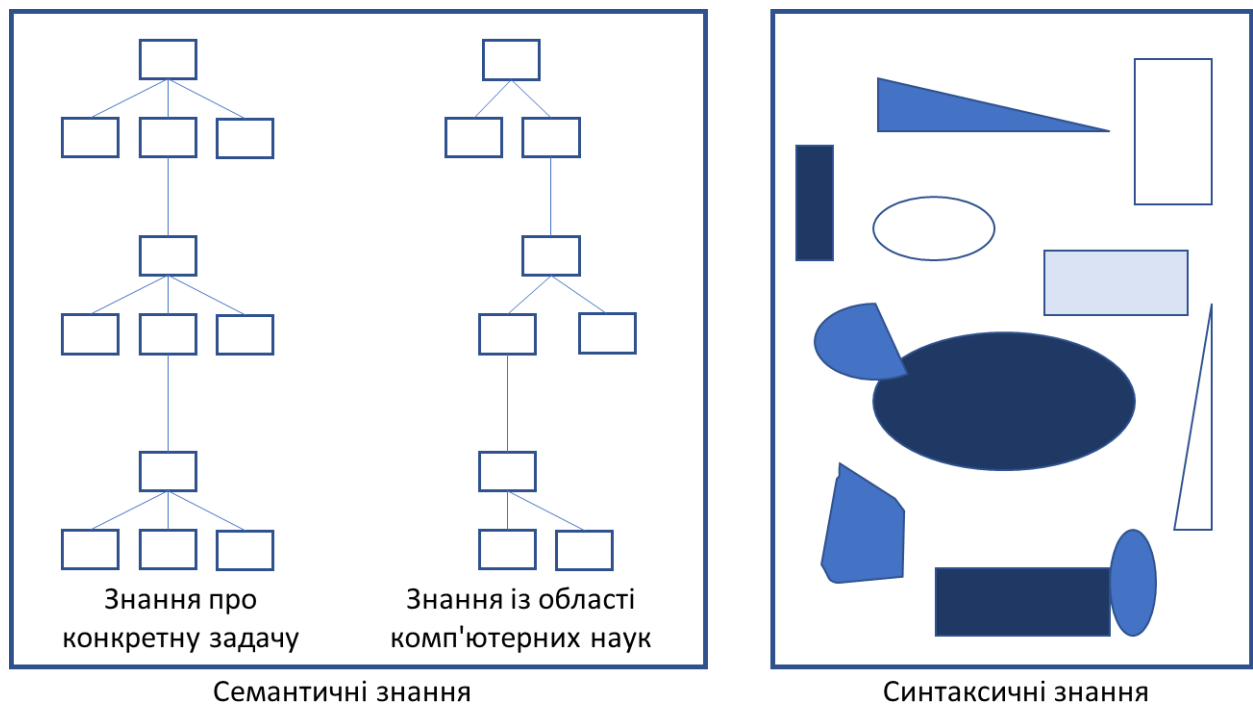 Знання про
конкретну задачу
Знання із області
комп'ютерних наук
Семантичні знання
Синтаксичні знання